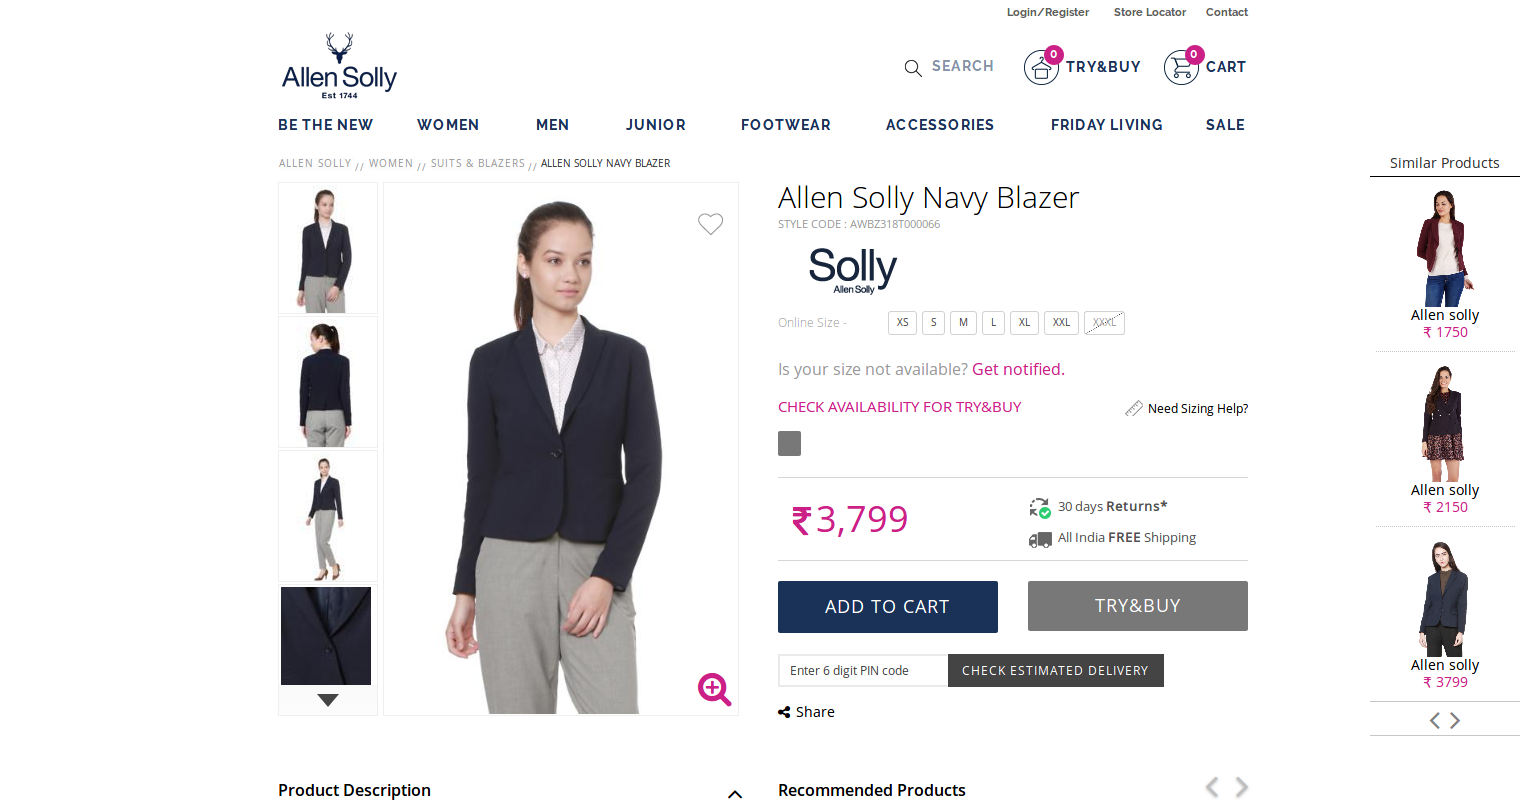 Login/Register Store Locator Contact
Allen Solly
Est 1744
SEARCH 0 TRY&BUY 0 CART
BE THE NEW WOMEN MEN JUNIOR FOOTWEAR ACCESSORIES FRIDAY LIVING SALE
ALLEN SOLLY // WOMEN // SUITS & BLAZERS // ALLEN SOLLY NAVY BLAZER
Allen Solly Navy Blazer
STYLE CODE : AWBZ318T000066
Solly
Allen Solly
Online Size - XS S M L XL XXL XXXL
Is your size not available? Get notified.
CHECK AVAILABILITY FOR TRY&BUY Need Sizing Help?
₹3,799
30 days Returns*
All India FREE Shipping
ADD TO CART TRY&BUY
Enter 6 digit PIN code CHECK ESTIMATED DELIVERY
Share
Similar Products
Allen solly
₹ 1750
Allen solly
₹ 2150
Allen solly
₹ 3799
Product Description Recommended Products